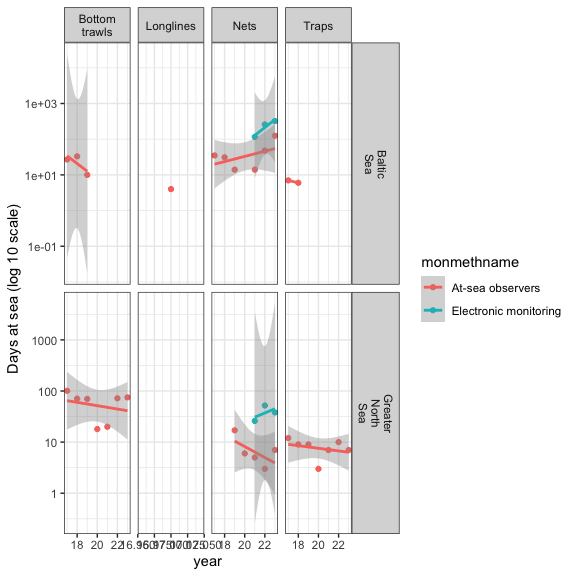 Bottom
trawls
Longlines
Nets
Traps
1e+03
1e+01
1e-01
Baltic
Sea
1000
100
10
1
Greater
North
Sea
Days at sea (log 10 scale)
18 20 22
18 20 22
18 20 22
year
monmethname
At-sea observers
Electronic monitoring